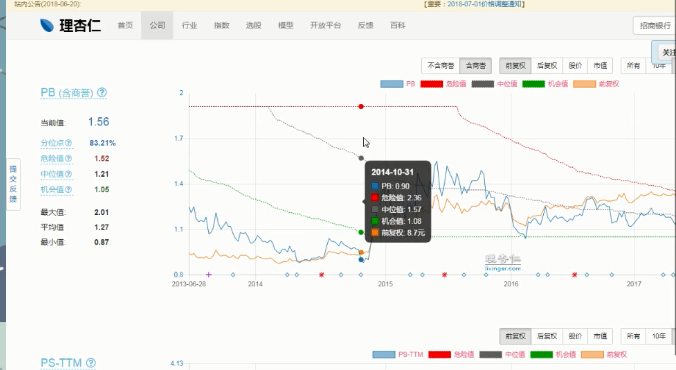 站内公告(2018-06-20):
【重要：2018-07-01价格调整通知】
理杏仁 首页 公司 行业 指数 选股 模型 开放平台 反馈 百科
招商银行
关注
不含商誉 含商誉 前复权 后复权 股价 市值 所有 10年
PB (含商誉)
PB 危险值 中位值 机会值 前复权
当前值: 1.56
分位点 83.21%
危险值 1.52
中位值 1.21
机会值 1.05
最大值: 2.01
平均值: 1.27
最小值: 0.87
提交反馈
2
1.7
1.4
1.1
0.8
2014-10-31
PB: 0.90
危险值: 2.36
中位值: 1.57
机会值: 1.08
前复权: 8.7元
理杏仁
lixinger.com
2013-06-28 2014 2015 2016 2017
前复权 后复权 股价 市值 所有 10年
PS-TTM
PS-TTM 危险值 中位值 机会值 前复权
4.13